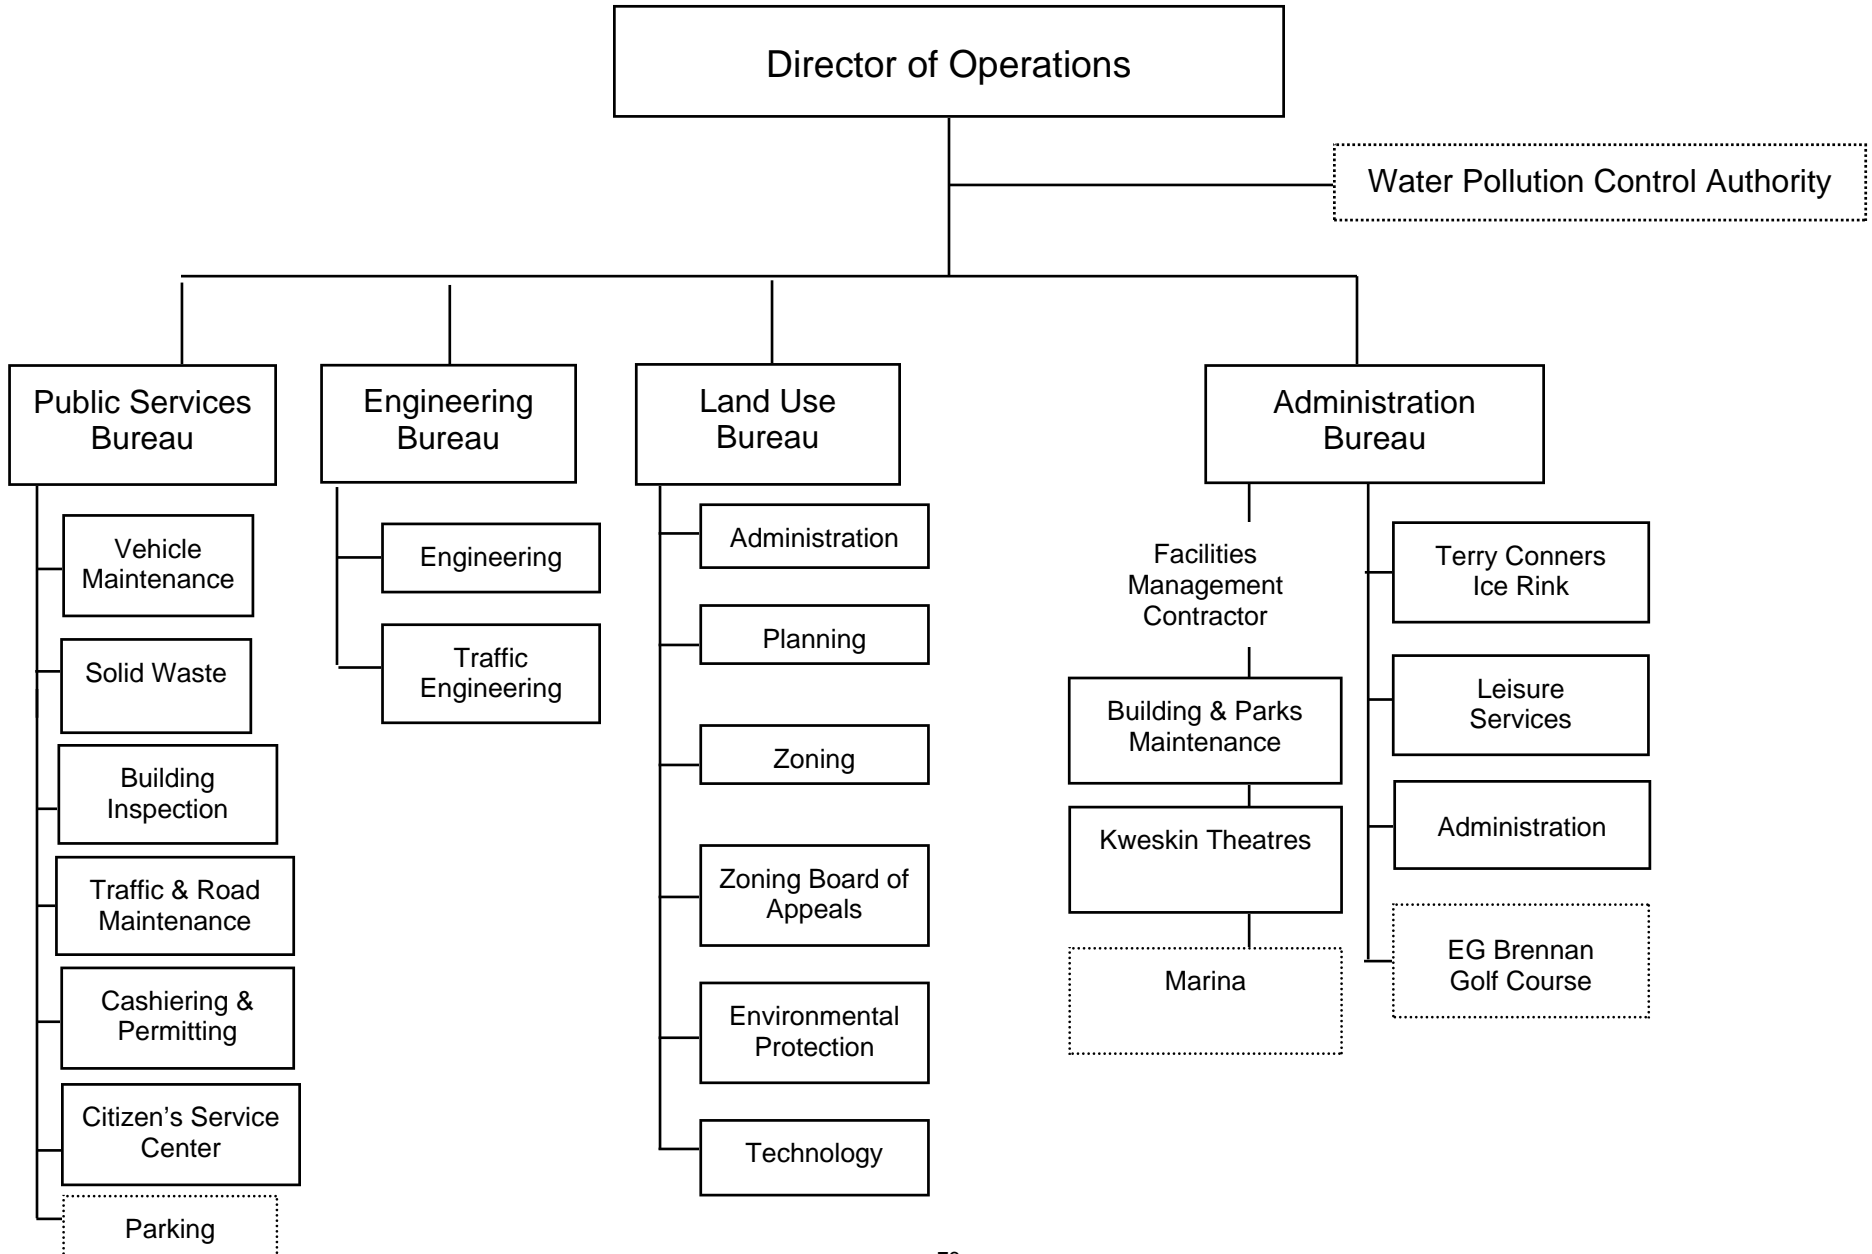 Director of Operations
Water Pollution Control Authority
Public Services
Bureau
Engineering
Bureau
Land Use
Bureau
Administration
Bureau
Vehicle
Maintenance
Solid Waste
Building
Inspection
Traffic & Road
Maintenance
Cashiering &
Permitting
Citizen’s Service
Center
Parking
Engineering
Traffic
Engineering
Administration
Planning
Zoning
Zoning Board of
Appeals
Environmental
Protection
Technology
Facilities
Management
Contractor
Building & Parks
Maintenance
Kweskin Theatres
Marina
Terry Conners
Ice Rink
Leisure
Services
Administration
EG Brennan
Golf Course